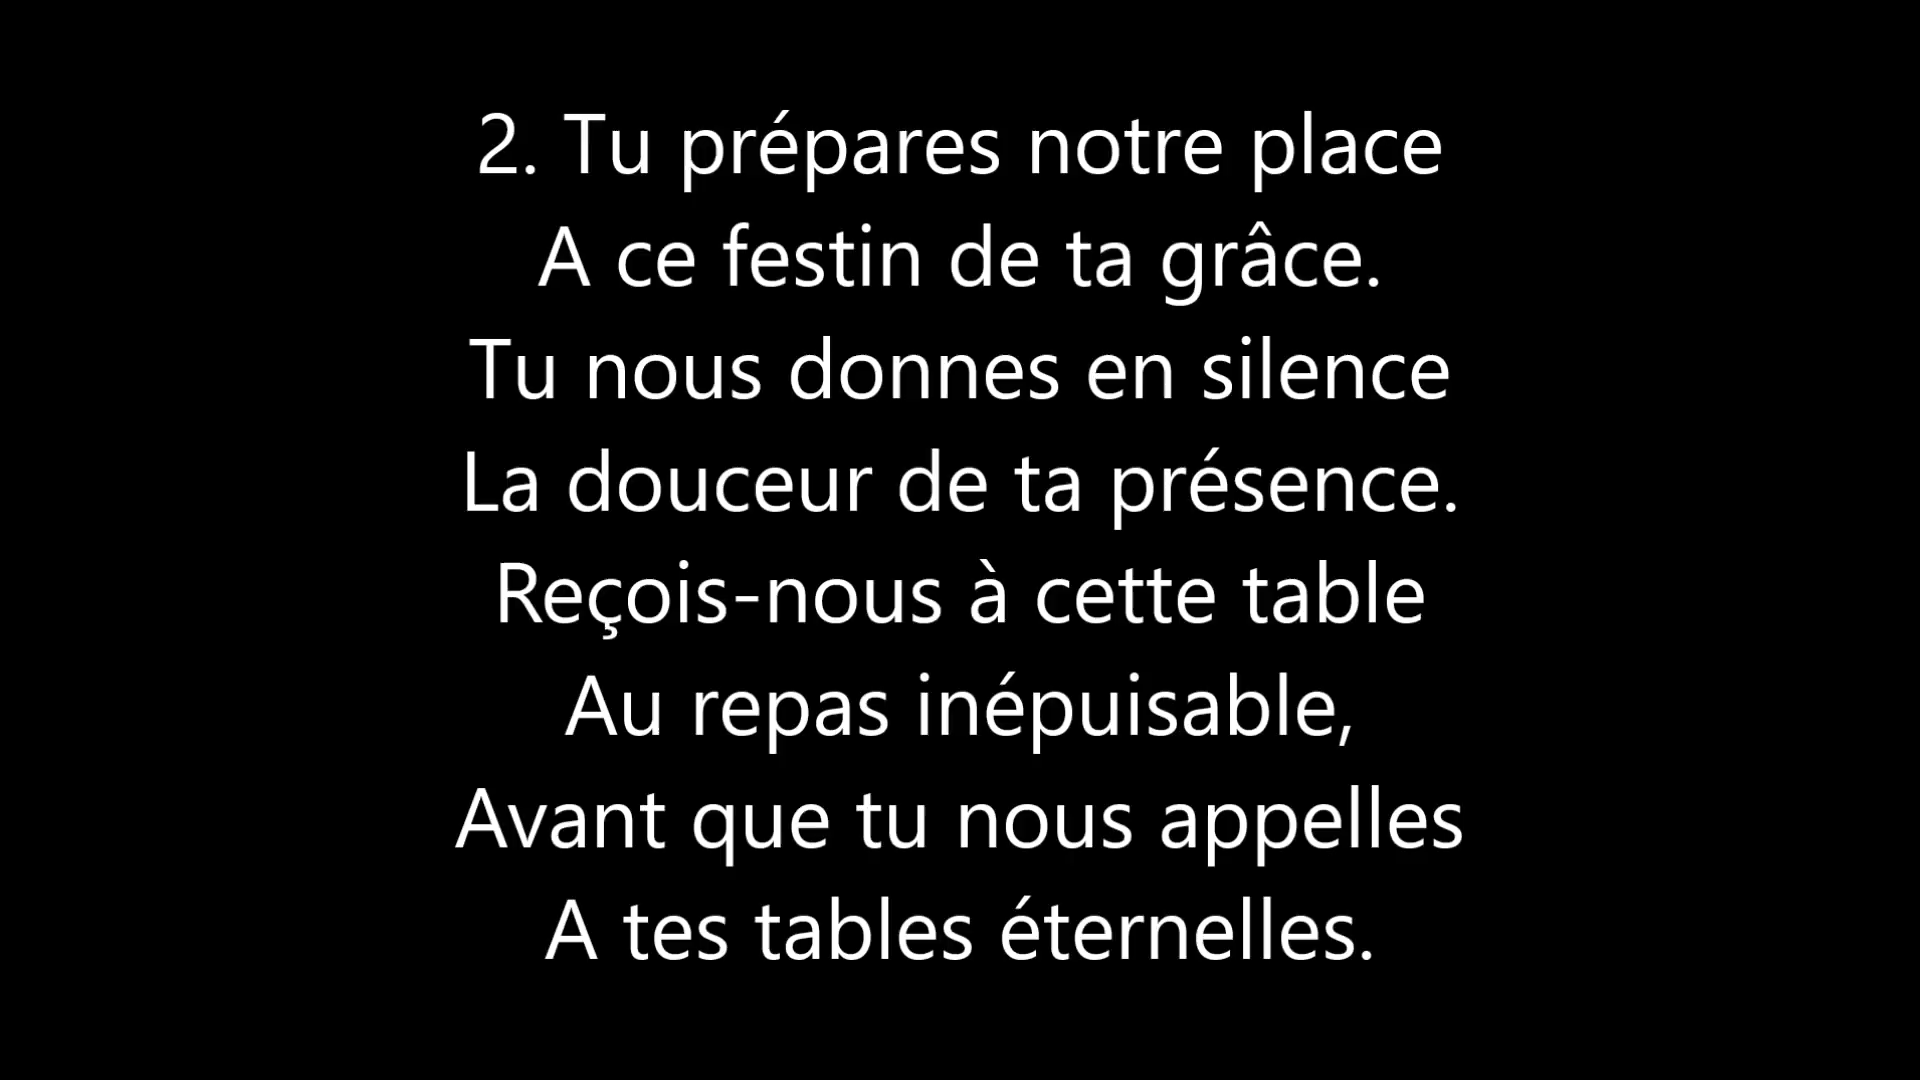 2. Tu prépares notre place
A ce festin de ta grâce.
Tu nous donnes en silence
La douceur de ta présence.
Reçois-nous à cette table
Au repas inépuisable,
Avant que tu nous appelles
A tes tables éternelles.